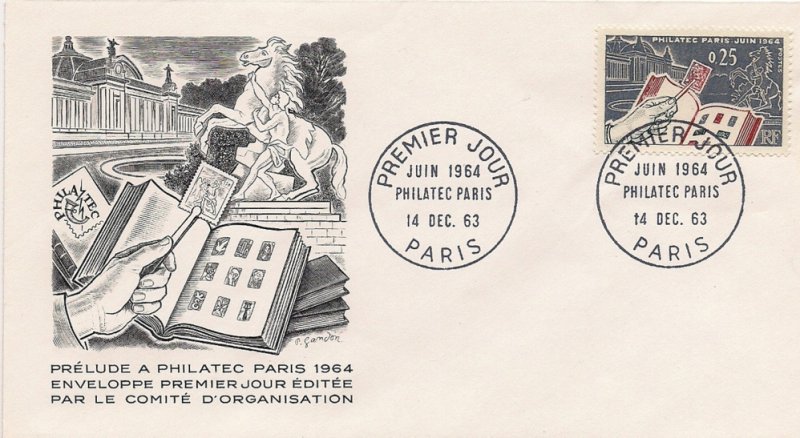 PHILATEC PARIS JUIN 1964
0,25
POSTES
RF
PREMIER JOUR
JUIN 1964
PHILATEC PARIS
14 DEC. 63
PARIS
PREMIER JOUR
JUIN 1964
PHILATEC PARIS
14 DEC. 63
PARIS
PHILATEC
P. Gandon
PRÉLUDE A PHILATEC PARIS 1964
ENVELOPPE PREMIER JOUR ÉDITÉE
PAR LE COMITÉ D'ORGANISATION